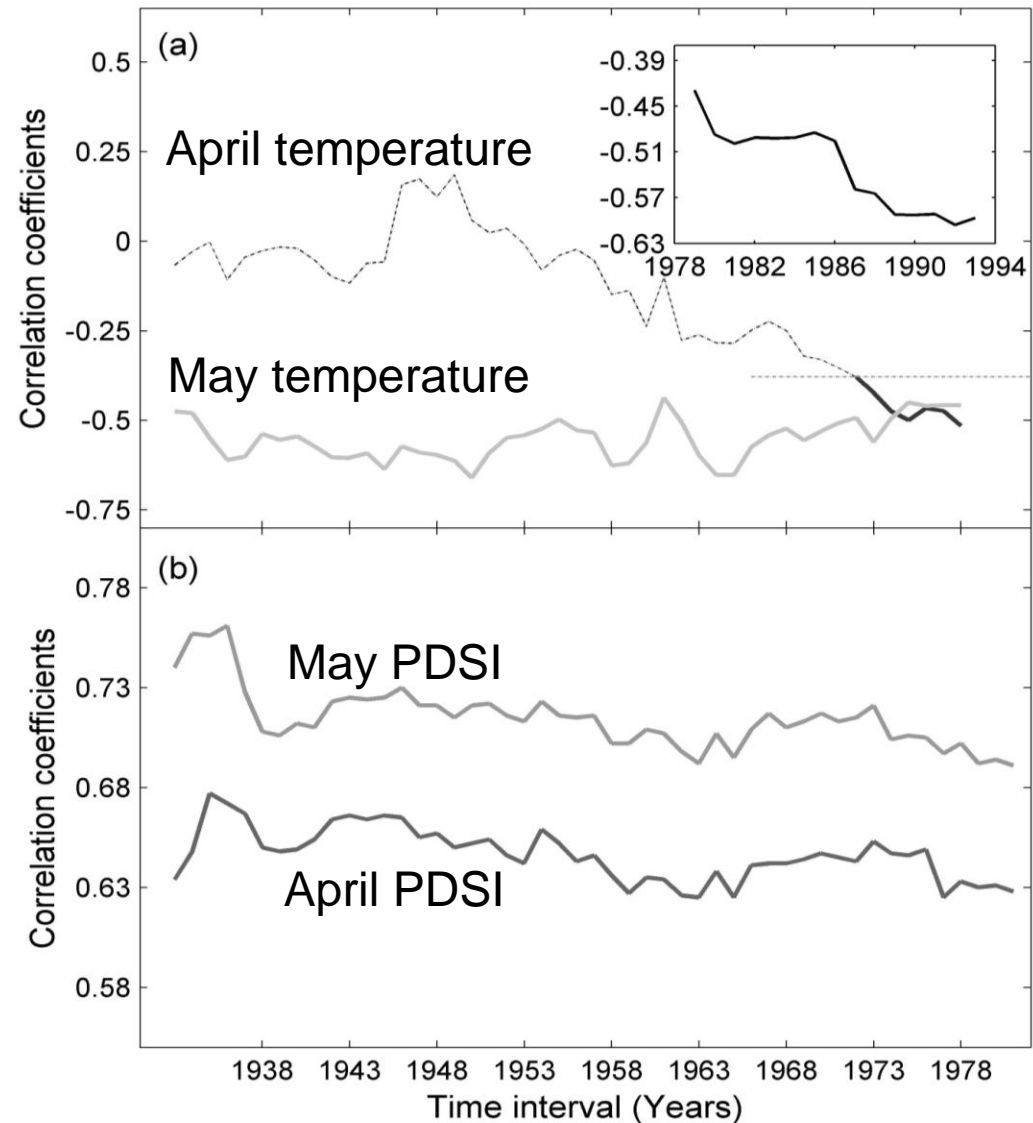 (a)
Correlation coefficients
0.5
0.25
0
-0.25
-0.5
-0.75
April temperature
May temperature
-0.39
-0.45
-0.51
-0.57
-0.63
1978 1982 1986 1990 1994
(b)
Correlation coefficients
0.78
0.73
0.68
0.63
0.58
May PDSI
April PDSI
1938 1943 1948 1953 1958 1963 1968 1973 1978
Time interval (Years)